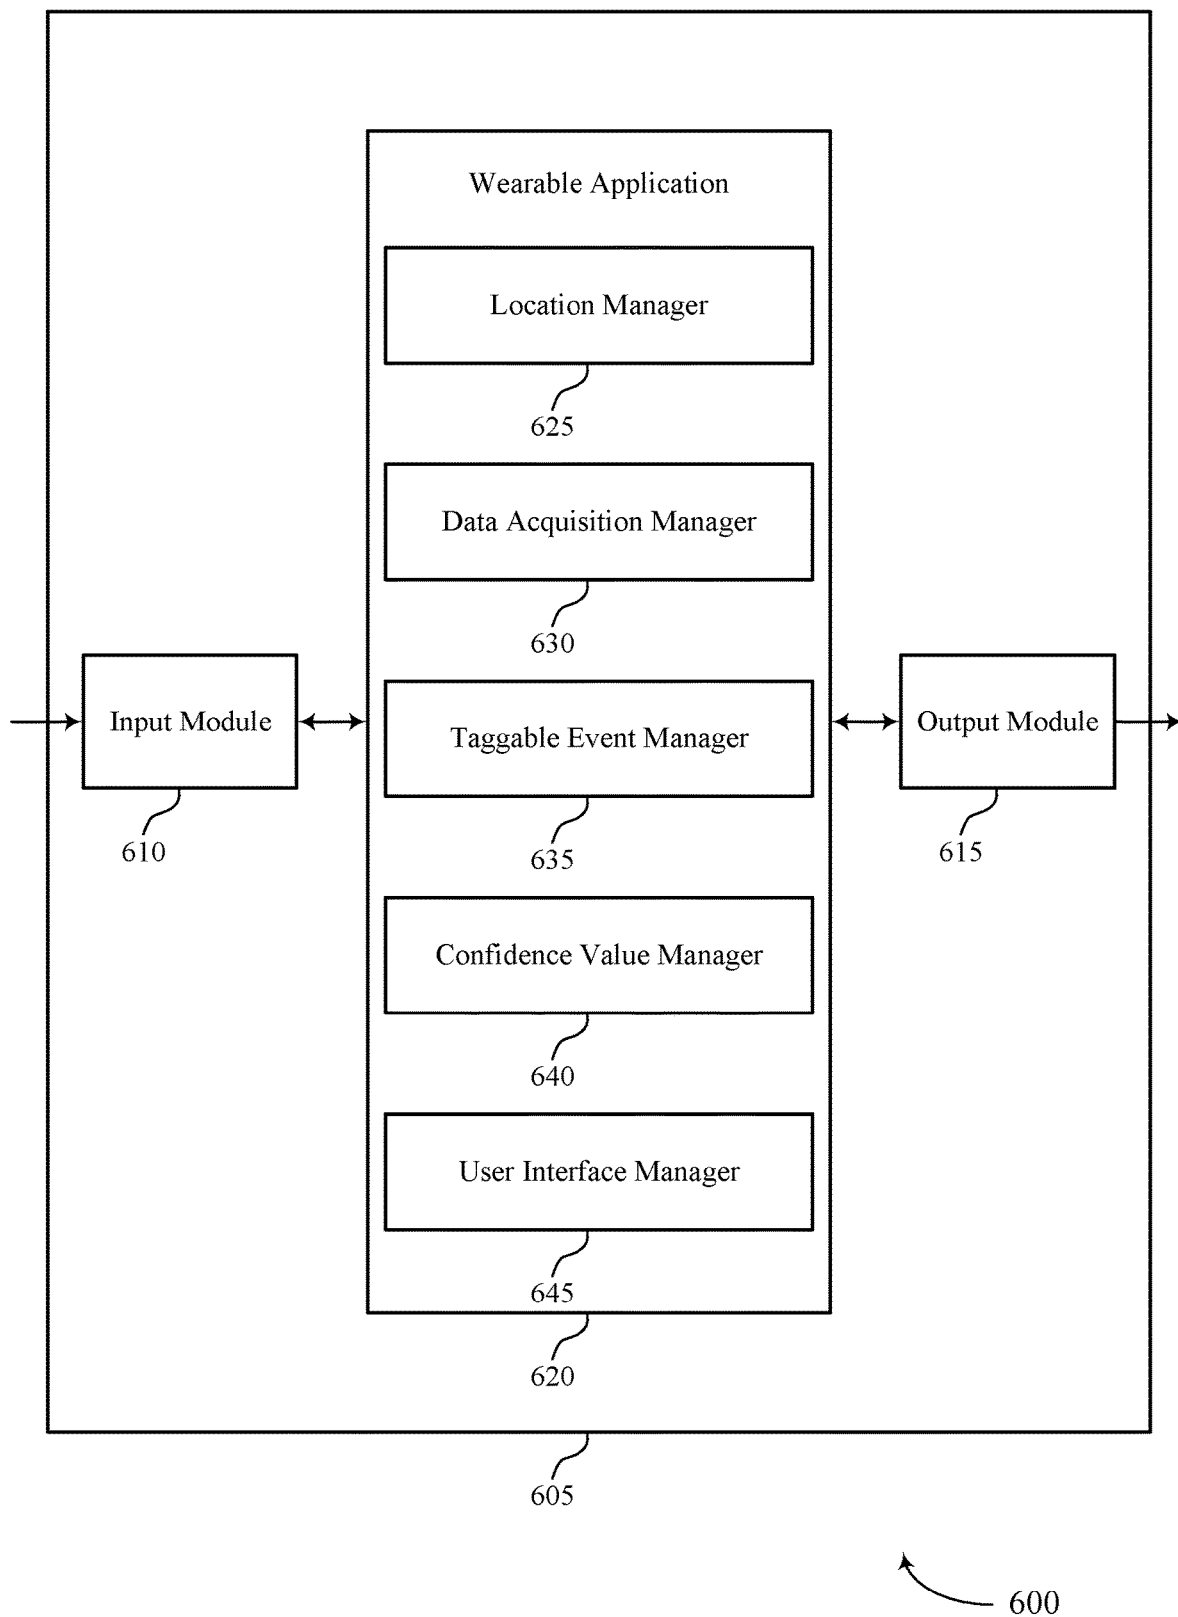 Wearable Application
Location Manager
625
Data Acquisition Manager
630
Input Module
610
Taggable Event Manager
635
Output Module
615
Confidence Value Manager
640
User Interface Manager
645
620
605
600